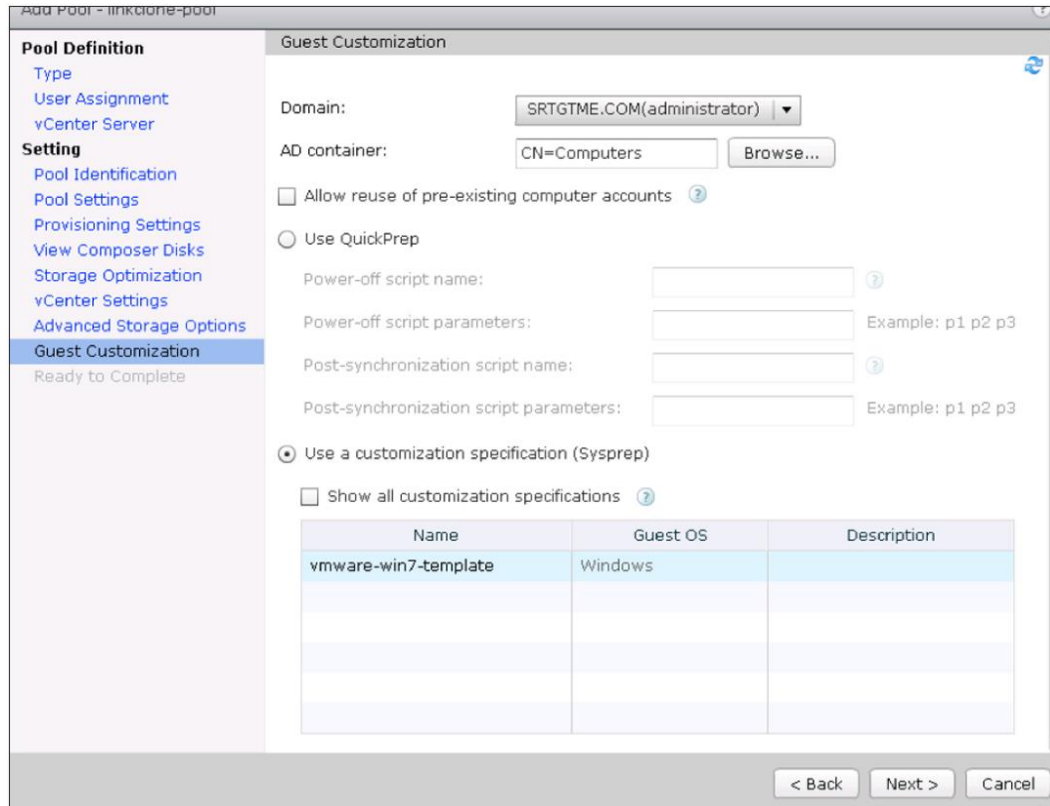 Add Pool - linkclone-pool
Pool Definition
Type
User Assignment
vCenter Server
Setting
Pool Identification
Pool Settings
Provisioning Settings
View Composer Disks
Storage Optimization
vCenter Settings
Advanced Storage Options
Guest Customization
Ready to Complete
Guest Customization
Domain: SRTGTME.COM(administrator)
AD container: CN=Computers Browse...
Allow reuse of pre-existing computer accounts ?
Use QuickPrep
Power-off script name: ?
Power-off script parameters: Example: p1 p2 p3
Post-synchronization script name: ?
Post-synchronization script parameters: Example: p1 p2 p3
Use a customization specification (Sysprep)
Show all customization specifications ?
Name Guest OS Description
vmware-win7-template Windows
< Back Next > Cancel